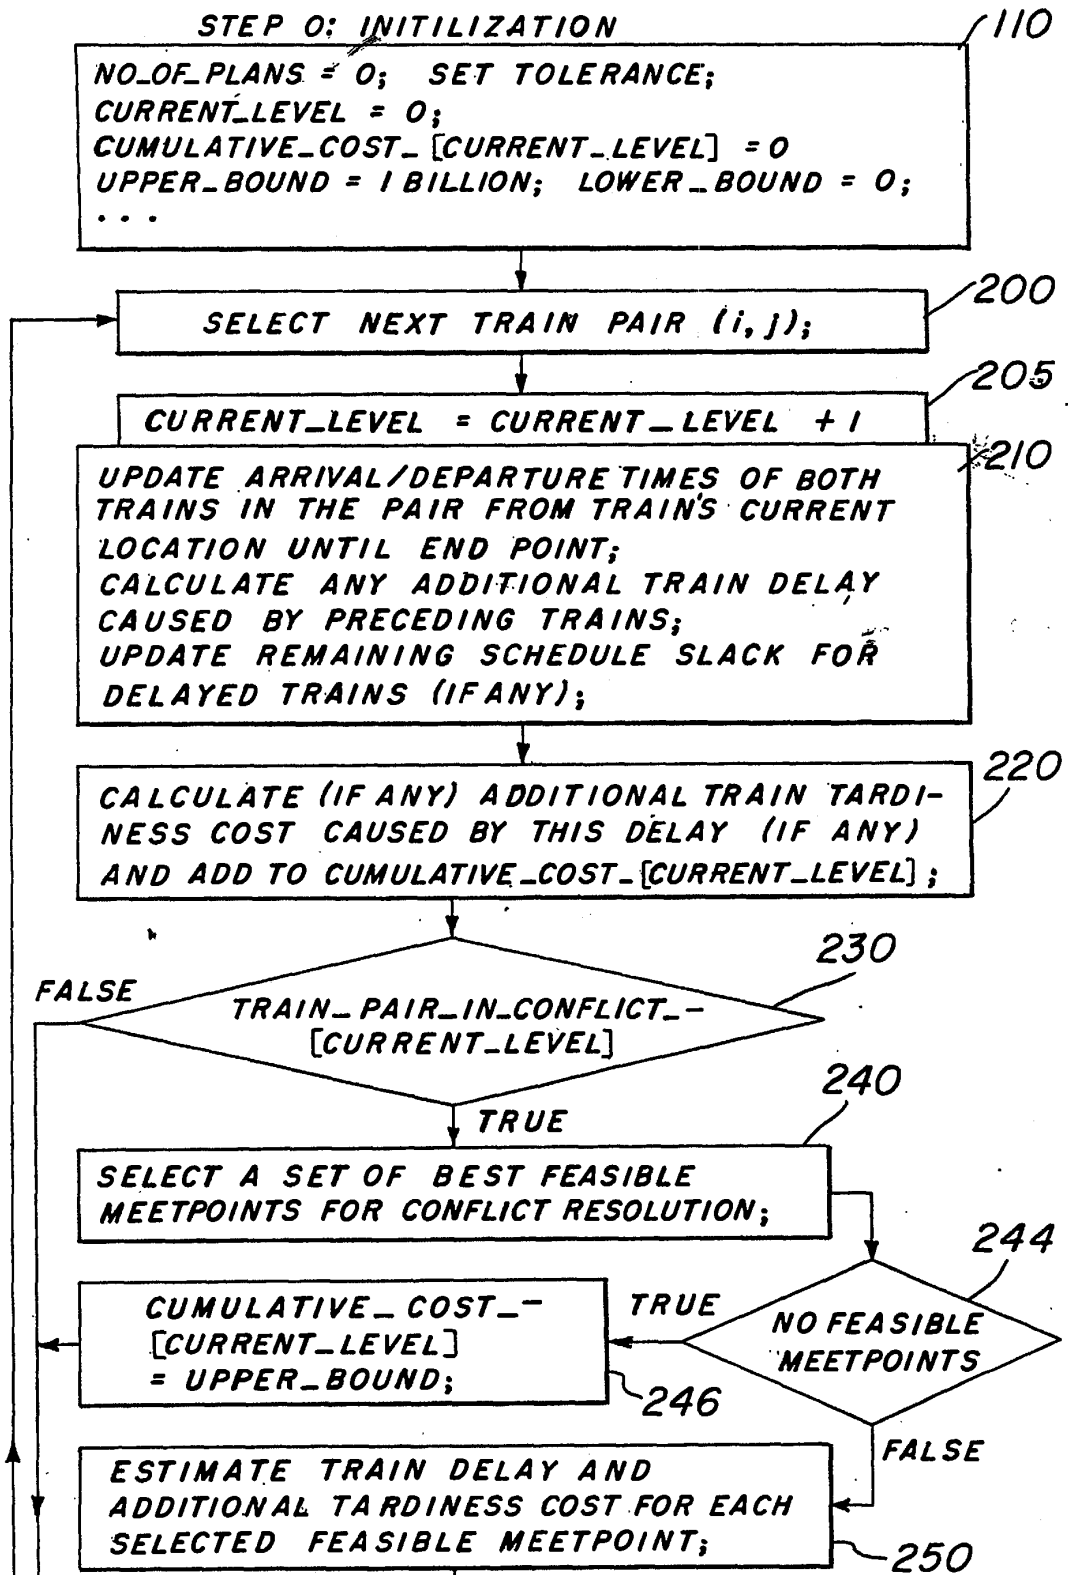 STEP 0: INITILIZATION
110
NO_OF_PLANS = 0; SET TOLERANCE;
CURRENT_LEVEL = 0;
CUMULATIVE_COST_[CURRENT_LEVEL] = 0
UPPER_BOUND = 1 BILLION; LOWER_BOUND = 0;
...
200
SELECT NEXT TRAIN PAIR (i,j);
205
CURRENT_LEVEL = CURRENT_LEVEL + 1
210
UPDATE ARRIVAL/DEPARTURE TIMES OF BOTH
TRAINS IN THE PAIR FROM TRAIN'S CURRENT
LOCATION UNTIL END POINT;
CALCULATE ANY ADDITIONAL TRAIN DELAY
CAUSED BY PRECEDING TRAINS;
UPDATE REMAINING SCHEDULE SLACK FOR
DELAYED TRAINS (IF ANY);
220
CALCULATE (IF ANY) ADDITIONAL TRAIN TARDI-
NESS COST CAUSED BY THIS DELAY (IF ANY)
AND ADD TO CUMULATIVE_COST_[CURRENT_LEVEL];
230
FALSE
TRAIN_PAIR_IN_CONFLICT_-
[CURRENT_LEVEL]
TRUE
240
SELECT A SET OF BEST FEASIBLE
MEETPOINTS FOR CONFLICT RESOLUTION;
244
NO FEASIBLE
MEETPOINTS
TRUE
CUMULATIVE_COST_-
[CURRENT_LEVEL]
= UPPER_BOUND;
246
FALSE
ESTIMATE TRAIN DELAY AND
ADDITIONAL TARDINESS COST FOR EACH
SELECTED FEASIBLE MEETPOINT;
250